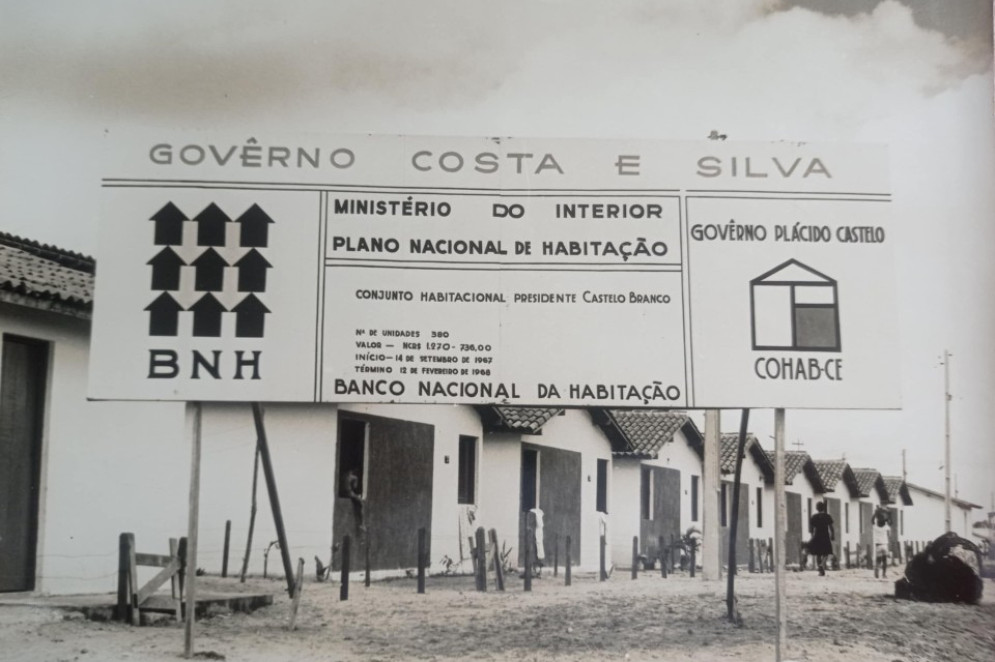 GOVÊRNO COSTA E SILVA
BNH
MINISTÉRIO DO INTERIOR
PLANO NACIONAL DE HABITAÇÃO
CONJUNTO HABITACIONAL PRESIDENTE CASTELO BRANCO
Nº DE UNIDADES 380
VALOR — NCR$ 1.270-736,00
INÍCIO — 14 DE SETEMBRO DE 1967
TÉRMINO 12 DE FEVEREIRO DE 1968
BANCO NACIONAL DA HABITAÇÃO
GOVÊRNO PLÁCIDO CASTELO
COHAB-CE